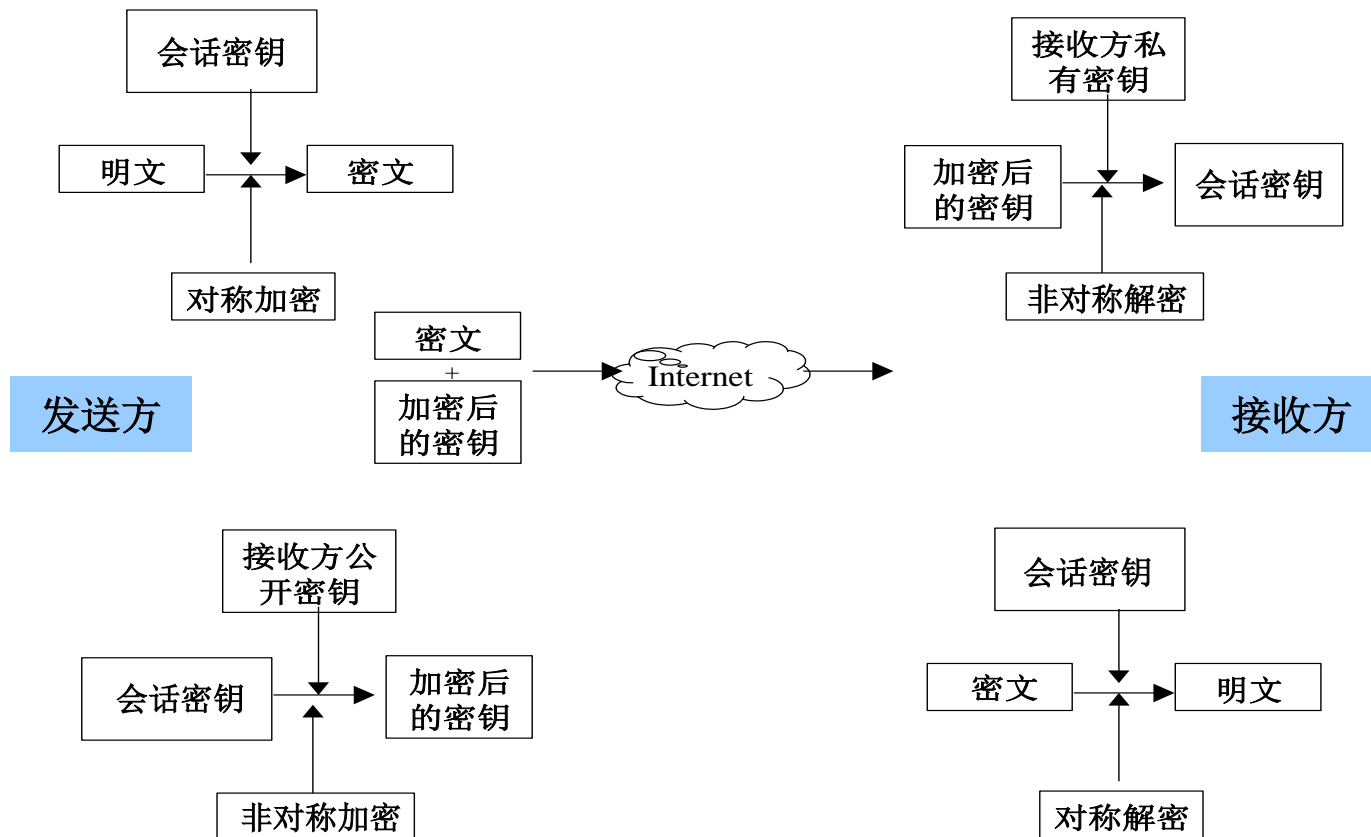 会话密钥
明文
密文
对称加密
接收方私
有密钥
加密后
的密钥
会话密钥
非对称解密
密文
+
加密后
的密钥
Internet
发送方
接收方
接收方公
开密钥
会话密钥
加密后
的密钥
非对称加密
会话密钥
密文
明文
对称解密